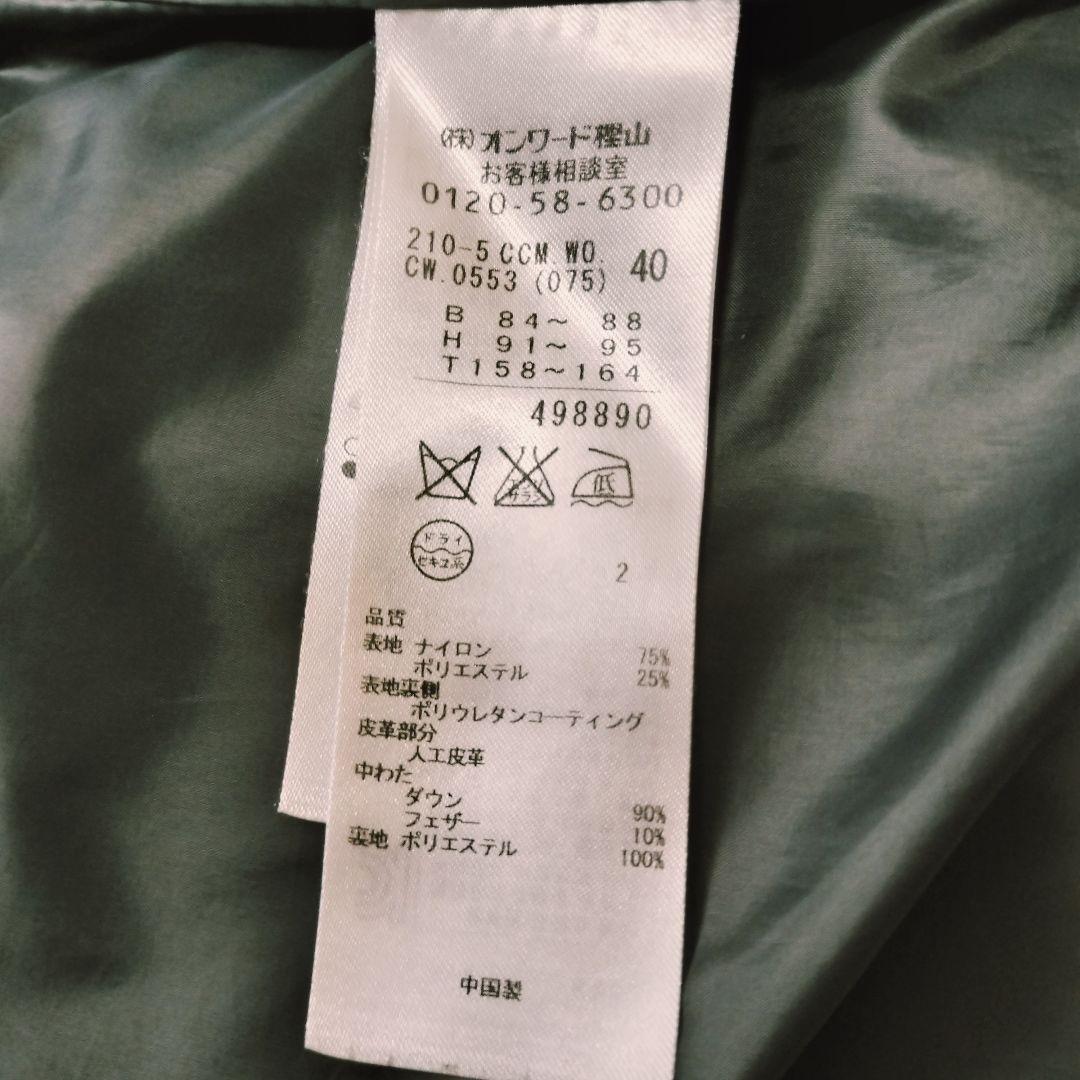 (株)オンワード樫山
お客様相談室
0120-58-6300
210-5 CCM WO.
CW.0553 (075) 40
B 84～ 88
H 91～ 95
T158～164
498890
低
ドライ
セキユ系
2
品質
表地 ナイロン 75%
ポリエステル 25%
表地裏側
ポリウレタンコーティング
皮革部分
人工皮革
中わた
ダウン 90%
フェザー 10%
裏地 ポリエステル 100%
中国製